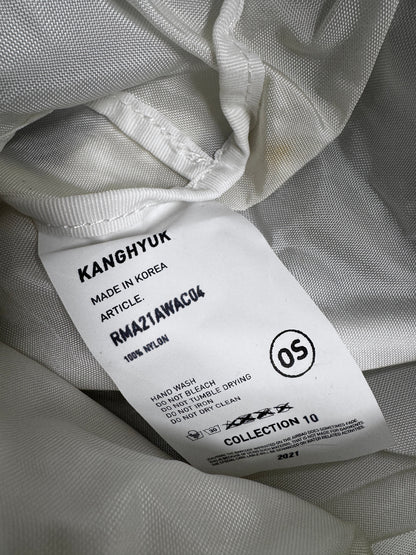 KANGHYUK
MADE IN KOREA
ARTICLE.
RMA21AWAC04
100% NYLON
OS
HAND WASH
DO NOT BLEACH
DO NOT TUMBLE DRYING
DO NOT IRON
DO NOT DRY CLEAN
30
COLLECTION 10
2021